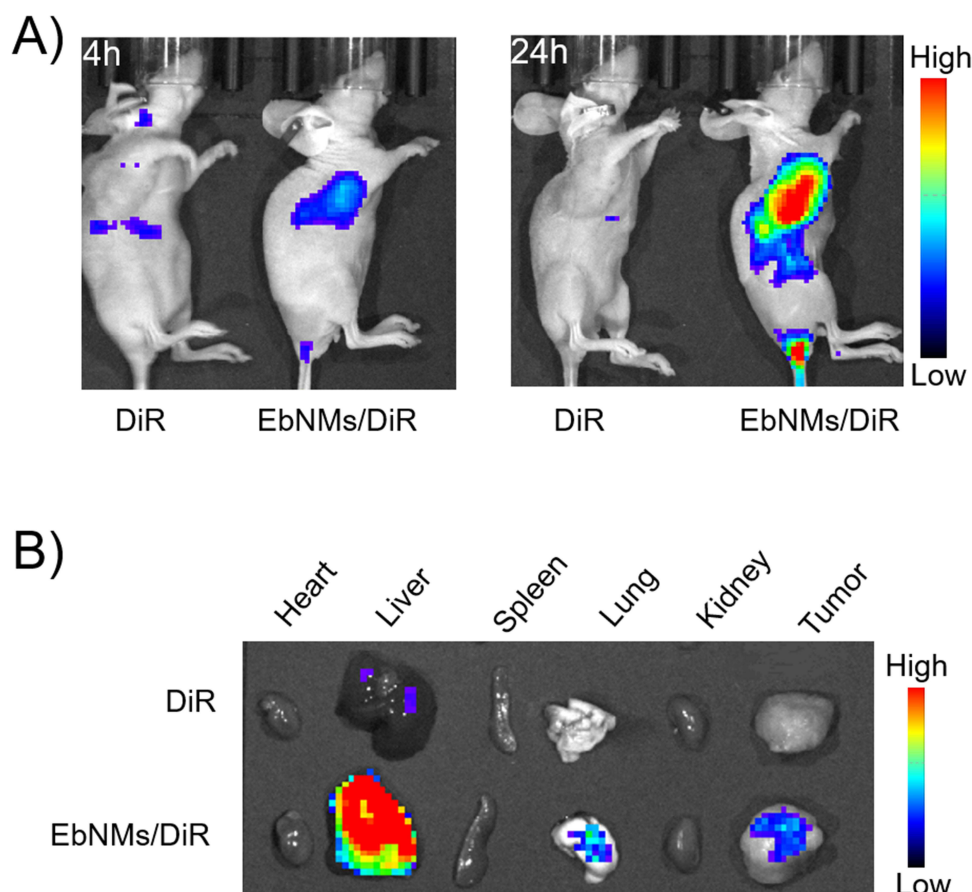 A)
4h
24h
High
Low
DiR
EbNMs/DiR
DiR
EbNMs/DiR
B)
Heart
Liver
Spleen
Lung
Kidney
Tumor
DiR
EbNMs/DiR
High
Low